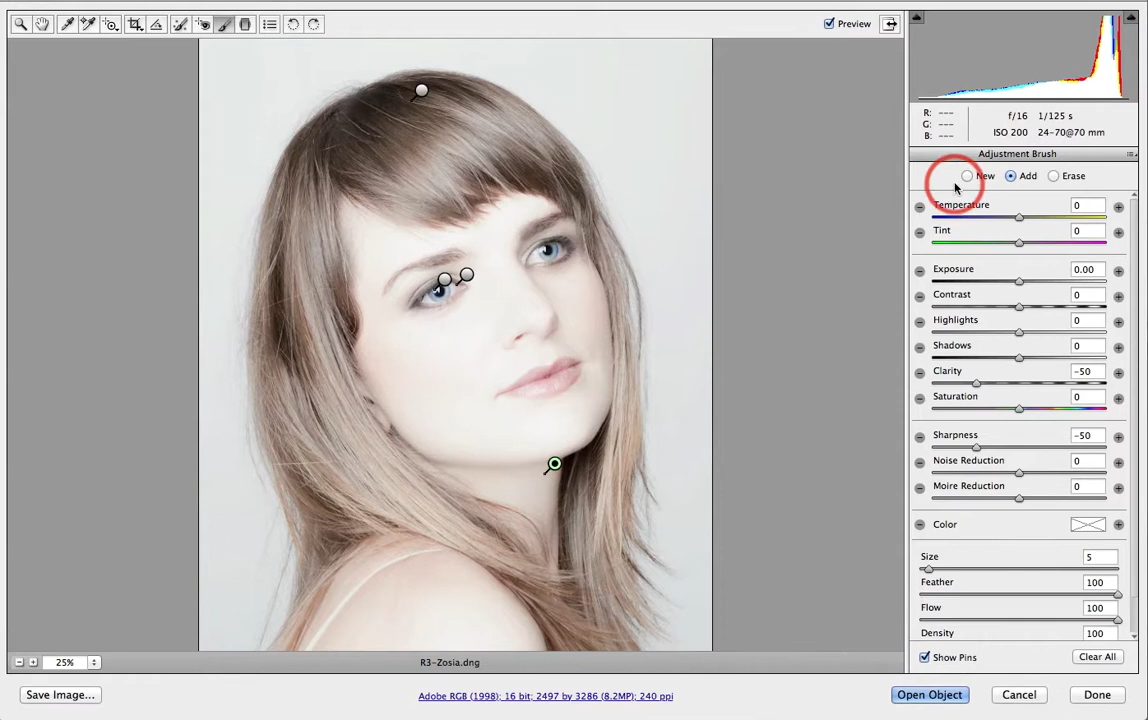 Preview
R: ---
G: ---
B: ---
f/16 1/125 s
ISO 200 24-70@70 mm
Adjustment Brush
New Add Erase
Temperature 0
Tint 0
Exposure 0.00
Contrast 0
Highlights 0
Shadows 0
Clarity -50
Saturation 0
Sharpness -50
Noise Reduction 0
Moire Reduction 0
Color
Size 5
Feather 100
Flow 100
Density 100
Show Pins Clear All
25% R3-Zosia.dng
Save Image... Adobe RGB (1998); 16 bit; 2497 by 3286 (8.2MP); 240 ppi Open Object Cancel Done